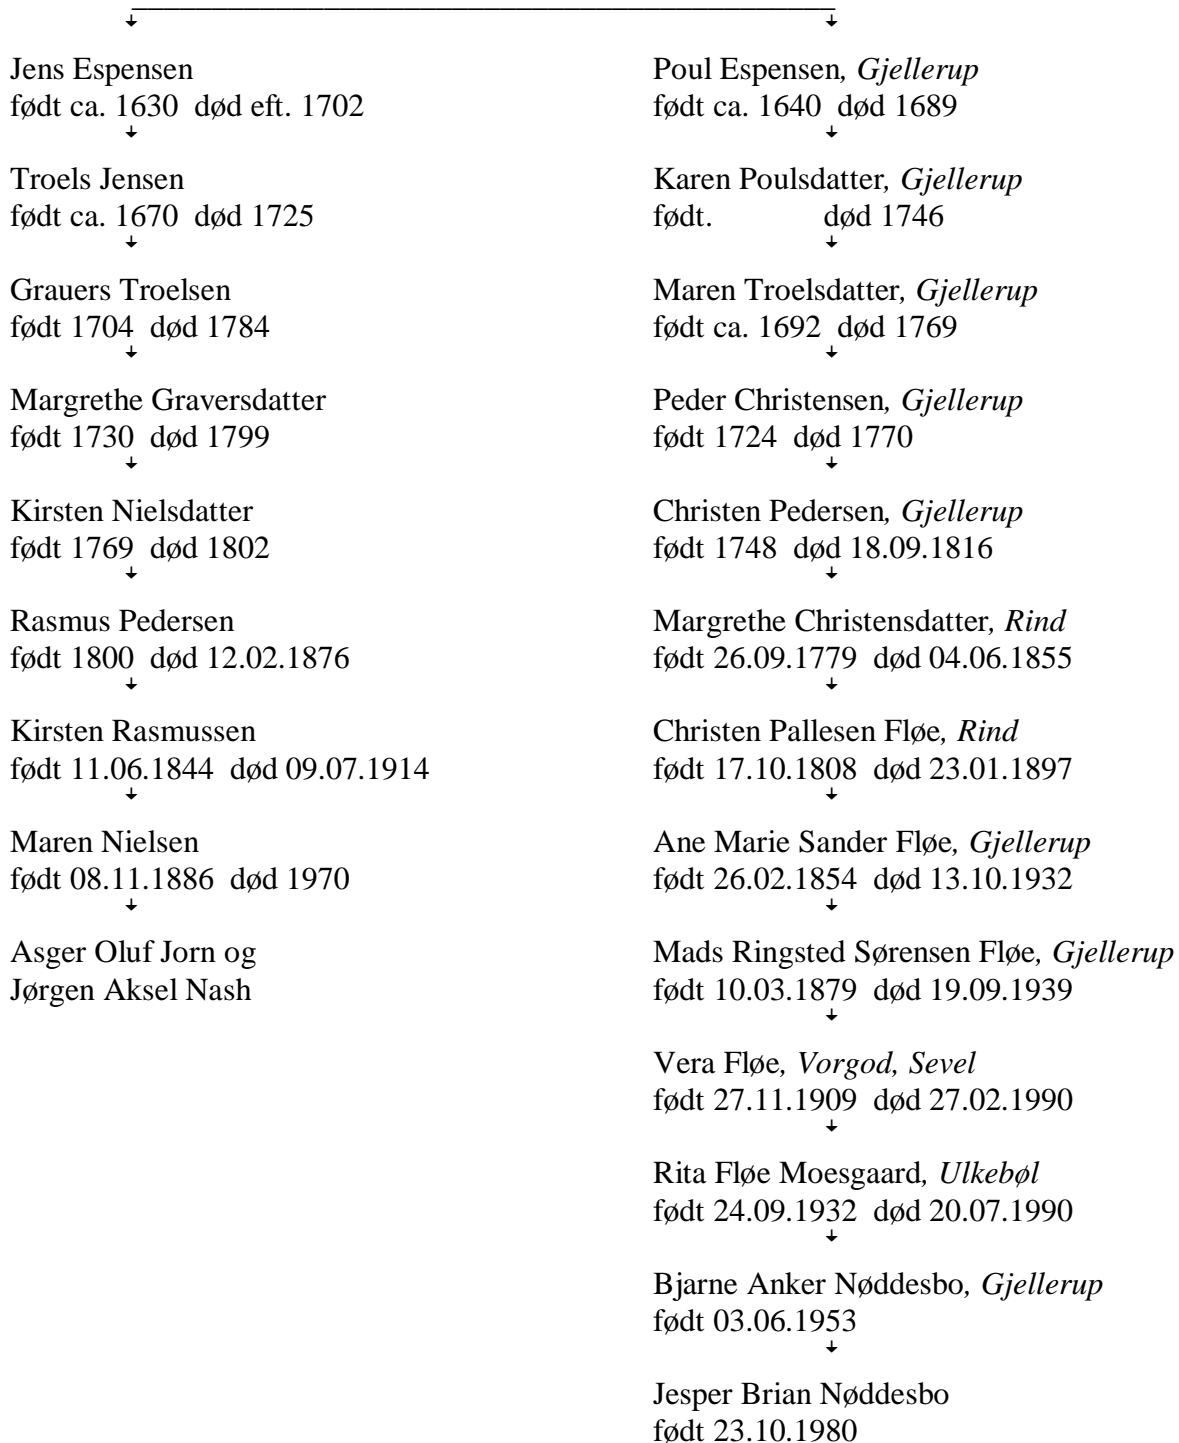 Jens Espensen
født ca. 1630 død eft. 1702
Troels Jensen
født ca. 1670 død 1725
Grauers Troelsen
født 1704 død 1784
Margrethe Graversdatter
født 1730 død 1799
Kirsten Nielsdatter
født 1769 død 1802
Rasmus Pedersen
født 1800 død 12.02.1876
Kirsten Rasmussen
født 11.06.1844 død 09.07.1914
Maren Nielsen
født 08.11.1886 død 1970
Asger Oluf Jorn og
Jørgen Aksel Nash
Poul Espensen, Gjellerup
født ca. 1640 død 1689
Karen Poulsdatter, Gjellerup
født. død 1746
Maren Troelsdatter, Gjellerup
født ca. 1692 død 1769
Peder Christensen, Gjellerup
født 1724 død 1770
Christen Pedersen, Gjellerup
født 1748 død 18.09.1816
Margrethe Christensdatter, Rind
født 26.09.1779 død 04.06.1855
Christen Pallesen Fløe, Rind
født 17.10.1808 død 23.01.1897
Ane Marie Sander Fløe, Gjellerup
født 26.02.1854 død 13.10.1932
Mads Ringsted Sørensen Fløe, Gjellerup
født 10.03.1879 død 19.09.1939
Vera Fløe, Vorgod, Sevel
født 27.11.1909 død 27.02.1990
Rita Fløe Moesgaard, Ulkebøl
født 24.09.1932 død 20.07.1990
Bjarne Anker Nøddesbo, Gjellerup
født 03.06.1953
Jesper Brian Nøddesbo
født 23.10.1980